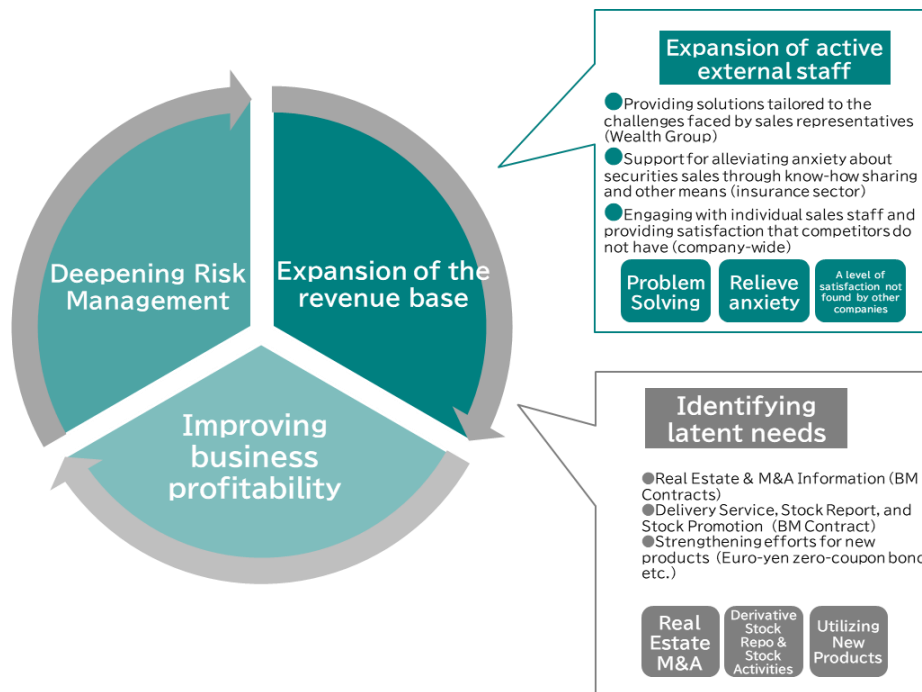 Deepening Risk
Management
Expansion of the
revenue base
Improving
business
profitability
Expansion of active
external staff
●Providing solutions tailored to the
challenges faced by sales representatives
(Wealth Group)
●Support for alleviating anxiety about
securities sales through know-how sharing
and other means (insurance sector)
●Engaging with individual sales staff and
providing satisfaction that competitors do
not have (company-wide)
Problem
Solving
Relieve
anxiety
A level of
satisfaction not
found by other
companies
Identifying
latent needs
●Real Estate & M&A Information (BM
Contracts)
●Delivery Service, Stock Report, and
Stock Promotion (BM Contract)
●Strengthening efforts for new
products (Euro-yen zero-coupon bond
etc.)
Real
Estate
M&A
Derivative
Stock
Repo &
Stock
Activities
Utilizing
New
Products